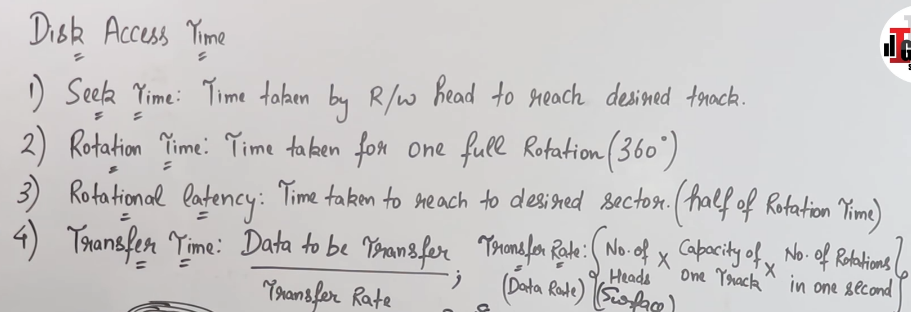 Disk Access Time
1) Seek Time: Time taken by R/w head to reach desired track.
2) Rotation Time: Time taken for one full Rotation (360°)
3) Rotational latency: Time taken to reach to desired sector. (half of Rotation Time)
4) Transfer Time: Data to be Transfer / Transfer Rate ; Transfer Rate: { No. of Heads × Capacity of one Track × No. of Rotations in one second }
(Data Rate) (Surface)